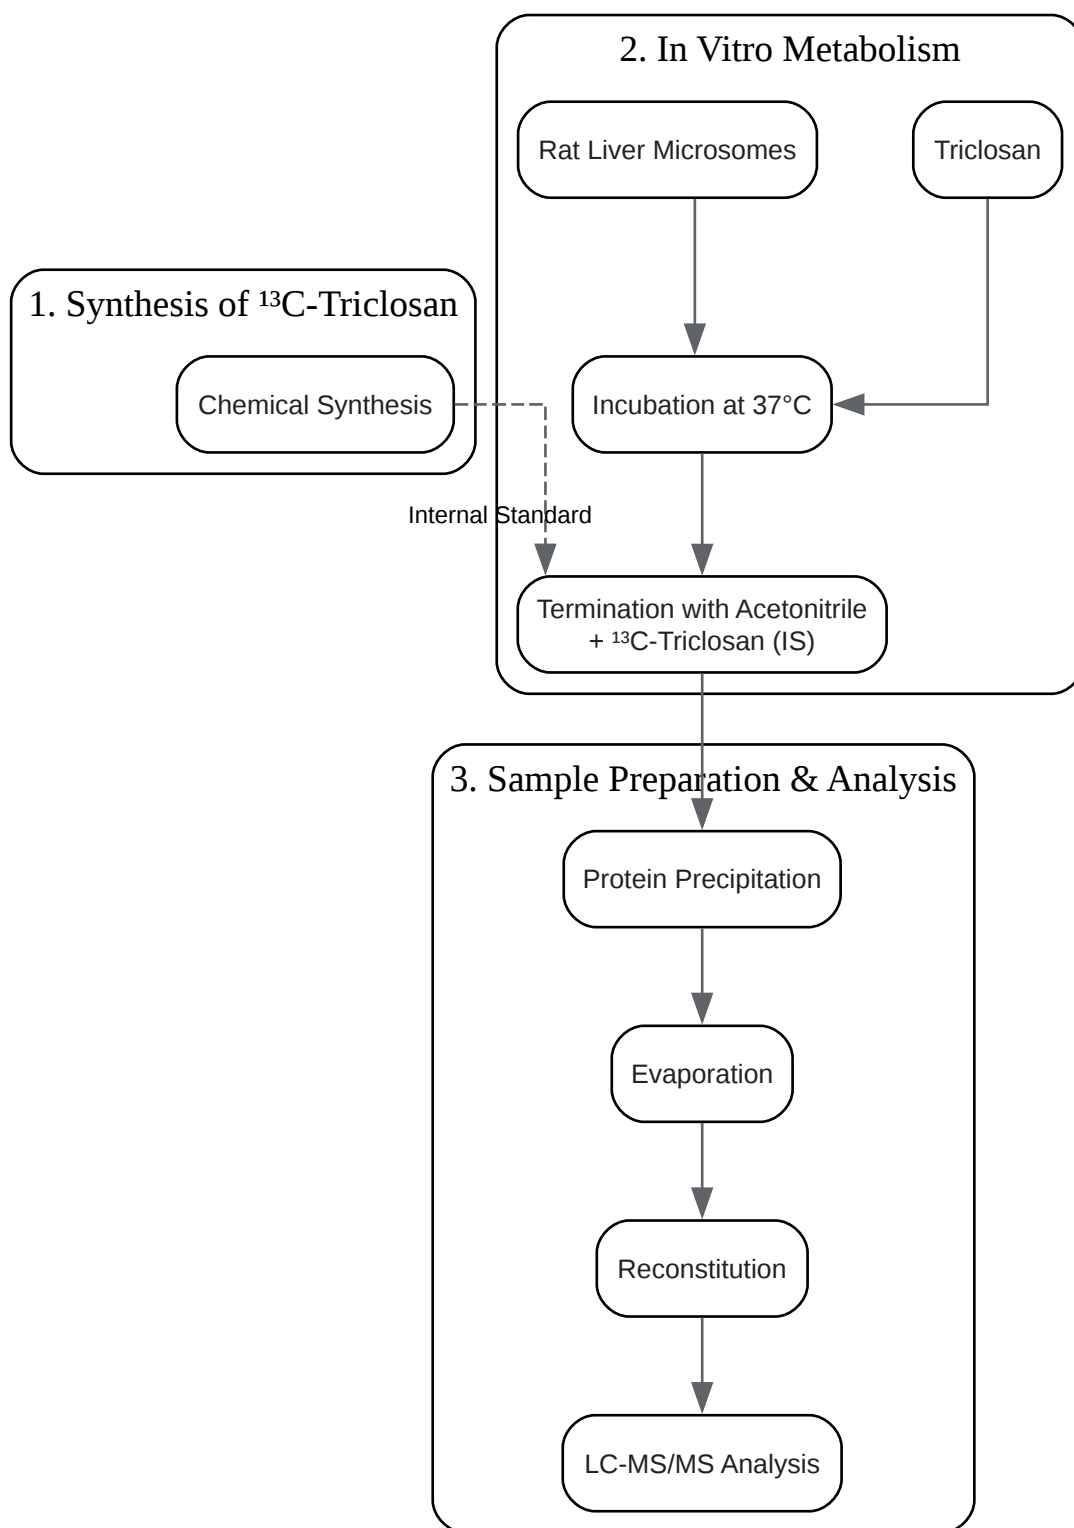 2. In Vitro Metabolism
Rat Liver Microsomes
Triclosan
1. Synthesis of ¹³C-Triclosan
Chemical Synthesis
Incubation at 37°C
Internal Standard
Termination with Acetonitrile
+ ¹³C-Triclosan (IS)
3. Sample Preparation & Analysis
Protein Precipitation
Evaporation
Reconstitution
LC-MS/MS Analysis